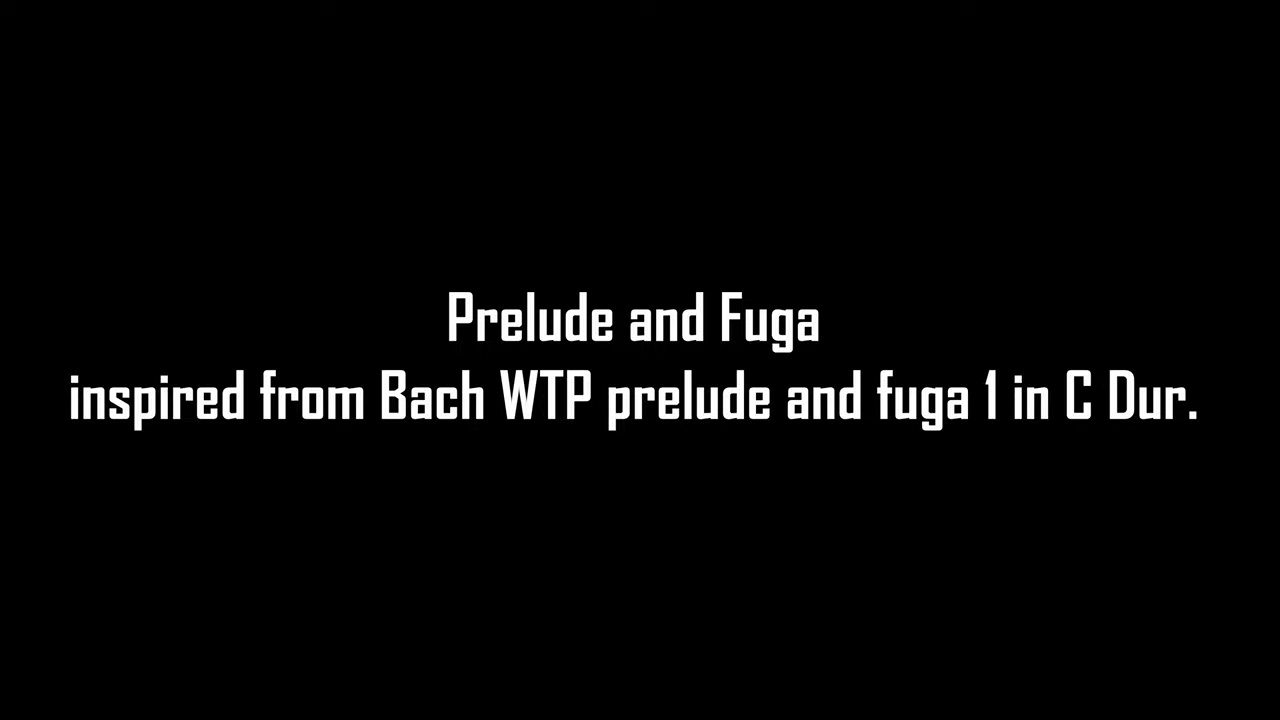 Prelude and Fuga
inspired from Bach WTP prelude and fuga 1 in C Dur.